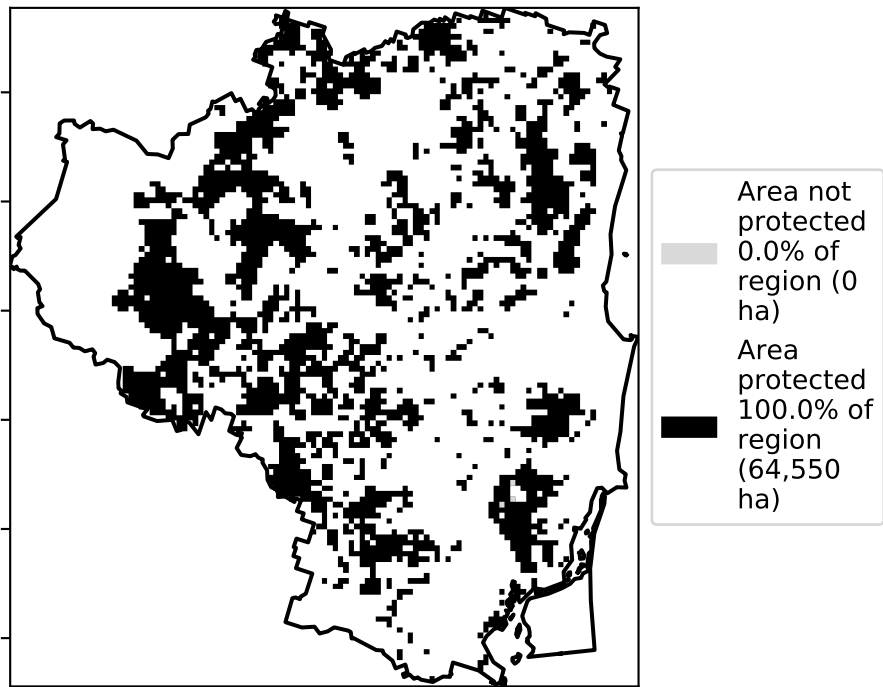 Area not
protected
0.0% of
region (0
ha)
Area
protected
100.0% of
region
(64,550
ha)